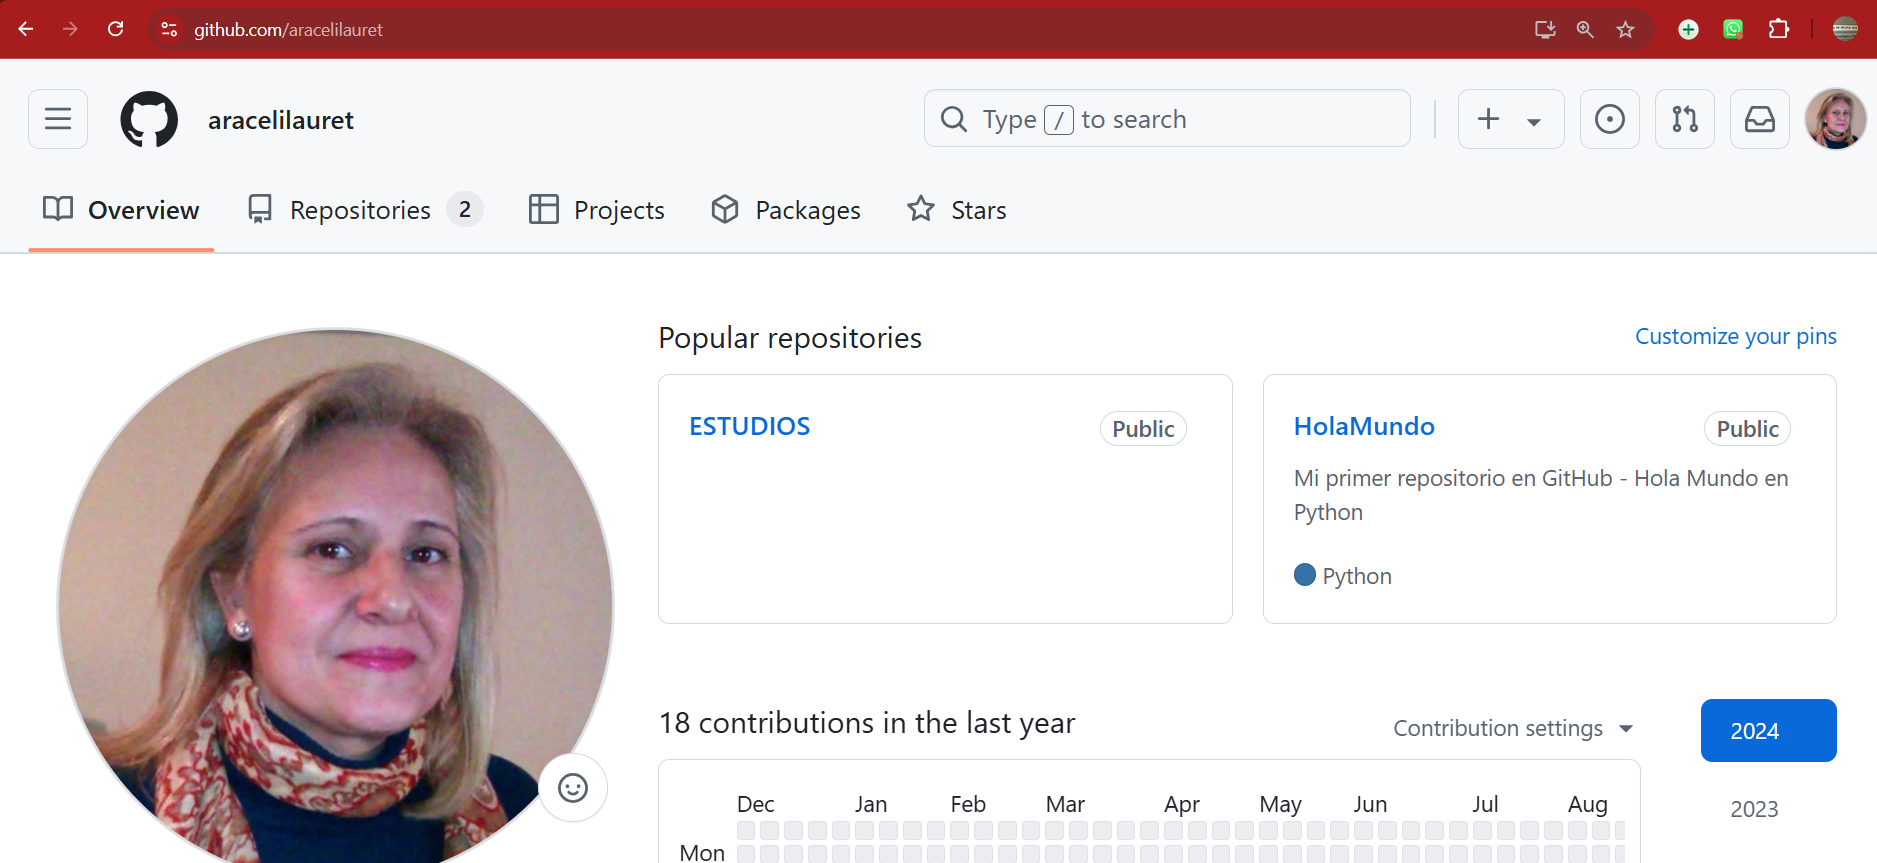 github.com/aracelilauret
aracelilauret
Type / to search
Overview Repositories 2 Projects Packages Stars
Popular repositories
Customize your pins
ESTUDIOS Public
HolaMundo Public
Mi primer repositorio en GitHub - Hola Mundo en
Python
Python
18 contributions in the last year
Contribution settings
2024
2023
Dec Jan Feb Mar Apr May Jun Jul Aug
Mon